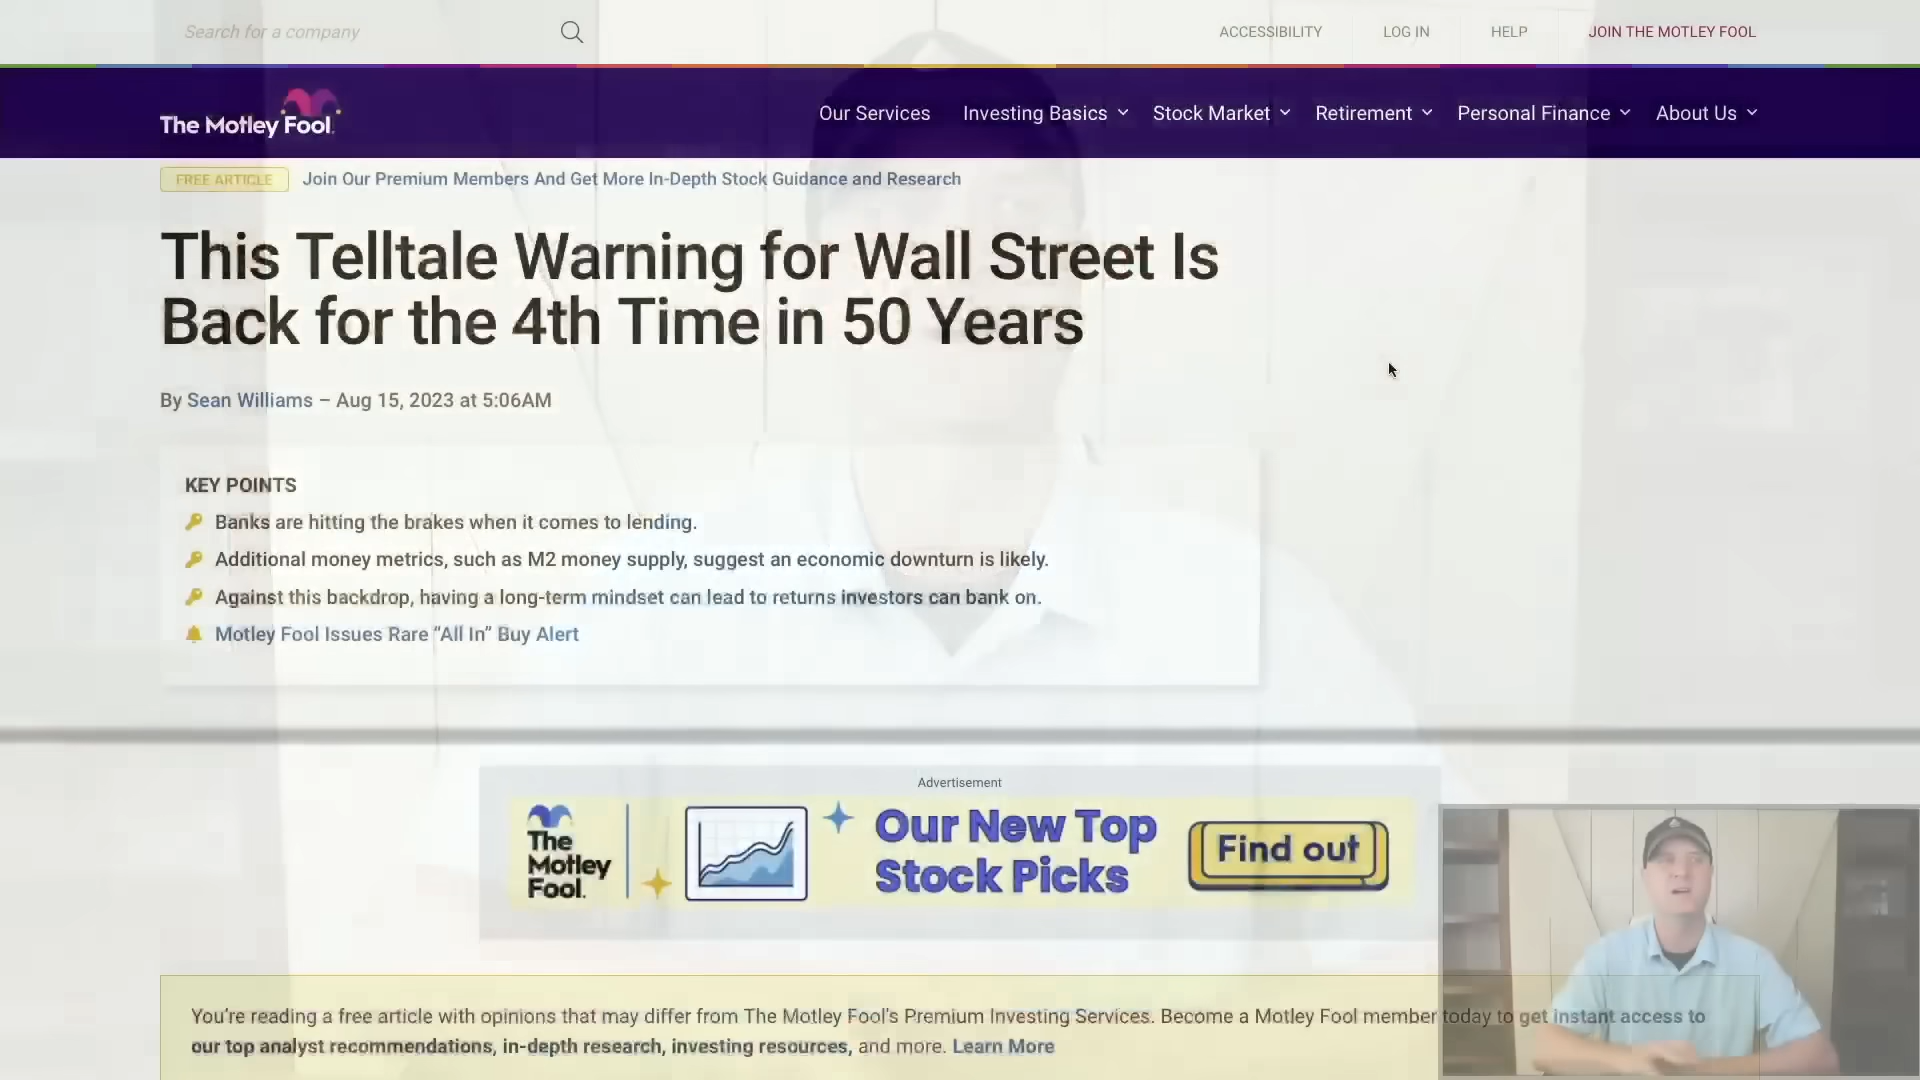 Search for a company
ACCESSIBILITY LOG IN HELP JOIN THE MOTLEY FOOL
The Motley Fool.
Our Services Investing Basics Stock Market Retirement Personal Finance About Us
FREE ARTICLE Join Our Premium Members And Get More In-Depth Stock Guidance and Research
This Telltale Warning for Wall Street Is
Back for the 4th Time in 50 Years
By Sean Williams – Aug 15, 2023 at 5:06AM
KEY POINTS
Banks are hitting the brakes when it comes to lending.
Additional money metrics, such as M2 money supply, suggest an economic downturn is likely.
Against this backdrop, having a long-term mindset can lead to returns investors can bank on.
Motley Fool Issues Rare “All In” Buy Alert
Advertisement
The
Motley
Fool.
Our New Top
Stock Picks
Find out
You’re reading a free article with opinions that may differ from The Motley Fool’s Premium Investing Services. Become a Motley Fool member today to get instant access to
our top analyst recommendations, in-depth research, investing resources, and more. Learn More